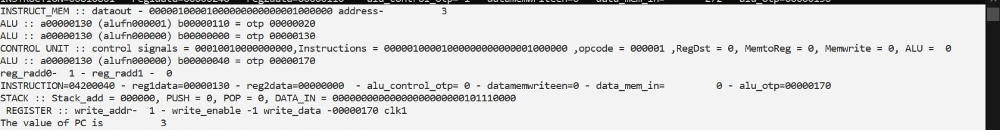 INSTRUCT_MEM :: dataout - 00000100001000000000000001000000 address-          3
ALU :: a00000130 (alufn000001) b00000110 = otp 00000020
ALU :: a00000130 (alufn000000) b00000000 = otp 00000130
CONTROL UNIT :: control signals = 00010010000000000,Instructions = 00000100001000000000000001000000 ,opcode = 000001 ,RegDst = 0, MemtoReg = 0, Memwrite = 0, ALU =  0
ALU :: a00000130 (alufn000000) b00000040 = otp 00000170
reg_radd0-  1 - reg_radd1 -  0
INSTRUCTION=04200040 - reg1data=00000130 - reg2data=00000000  - alu_control_otp= 0 - datamemwriteen=0 - data_mem_in=          0 - alu_otp=00000170
STACK :: Stack_add = 000000, PUSH = 0, POP = 0, DATA_IN = 00000000000000000000000101110000
 REGISTER :: write_addr-  1 - write_enable -1 write_data -00000170 clk1
The value of PC is          3